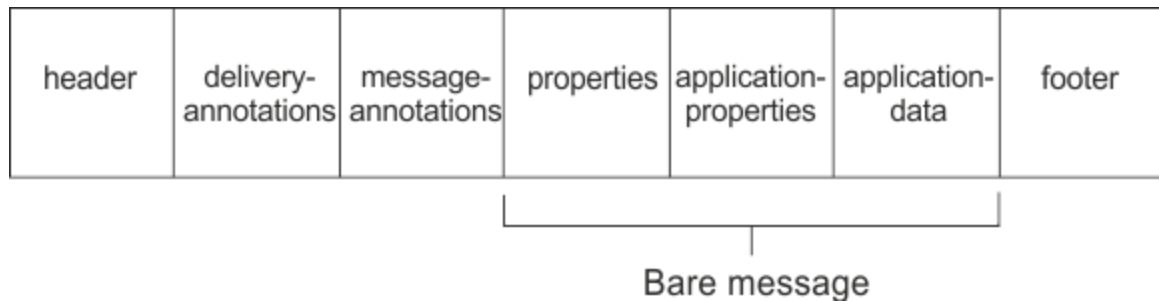 header
delivery-
annotations
message-
annotations
properties
application-
properties
application-
data
footer
Bare message